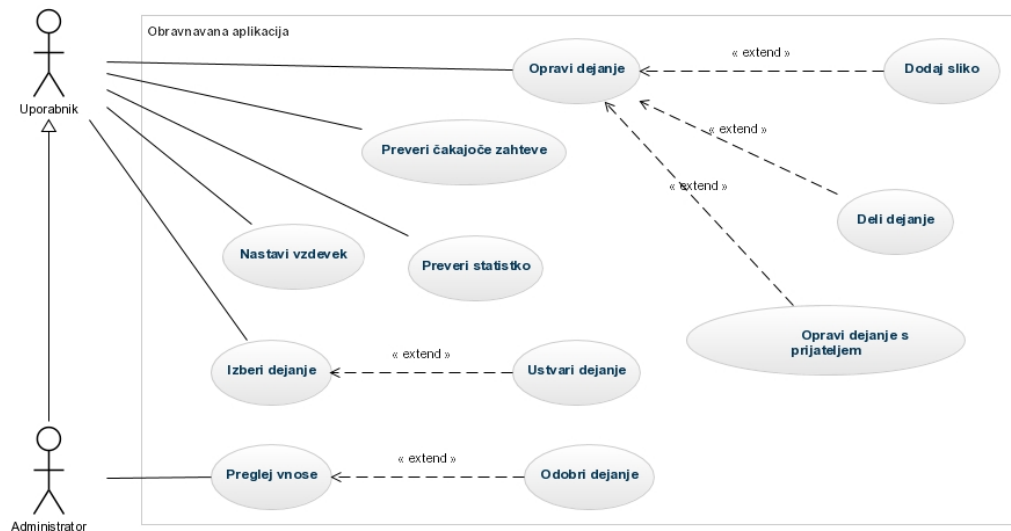 Obravnavana aplikacija
Uporabnik
Opravi dejanje
« extend »
Dodaj sliko
« extend »
Preveri čakajoče zahteve
« extend »
Deli dejanje
Nastavi vzdevek
Preveri statistko
Opravi dejanje s
prijateljem
Izberi dejanje
« extend »
Ustvari dejanje
Preglej vnose
« extend »
Odobri dejanje
Administrator